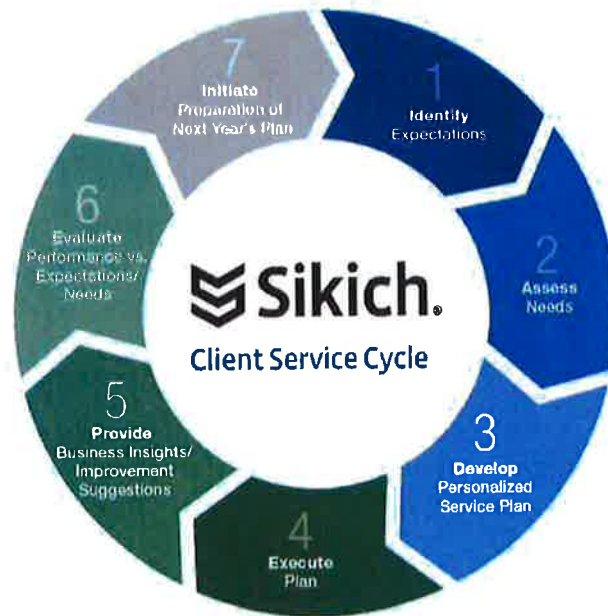 1
Identify
Expectations
2
Assess
Needs
3
Develop
Personalized
Service Plan
4
Execute
Plan
5
Provide
Business Insights/
Improvement
Suggestions
6
Evaluate
Performance vs.
Expectations/
Needs
7
Initiate
Preparation of
Next Year's Plan
Sikich®
Client Service Cycle